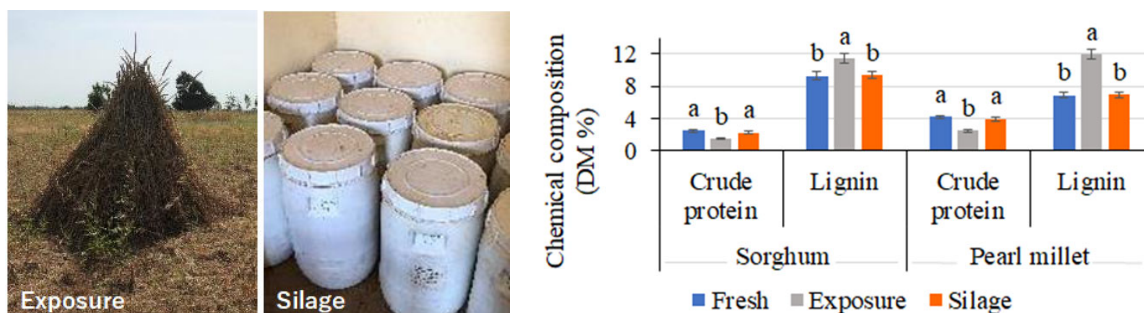 Exposure
Silage
Chemical composition
(DM %)
12
8
4
0
a b a
b a b
a b a
b a b
Crude
protein
Lignin
Crude
protein
Lignin
Sorghum
Pearl millet
Fresh Exposure Silage